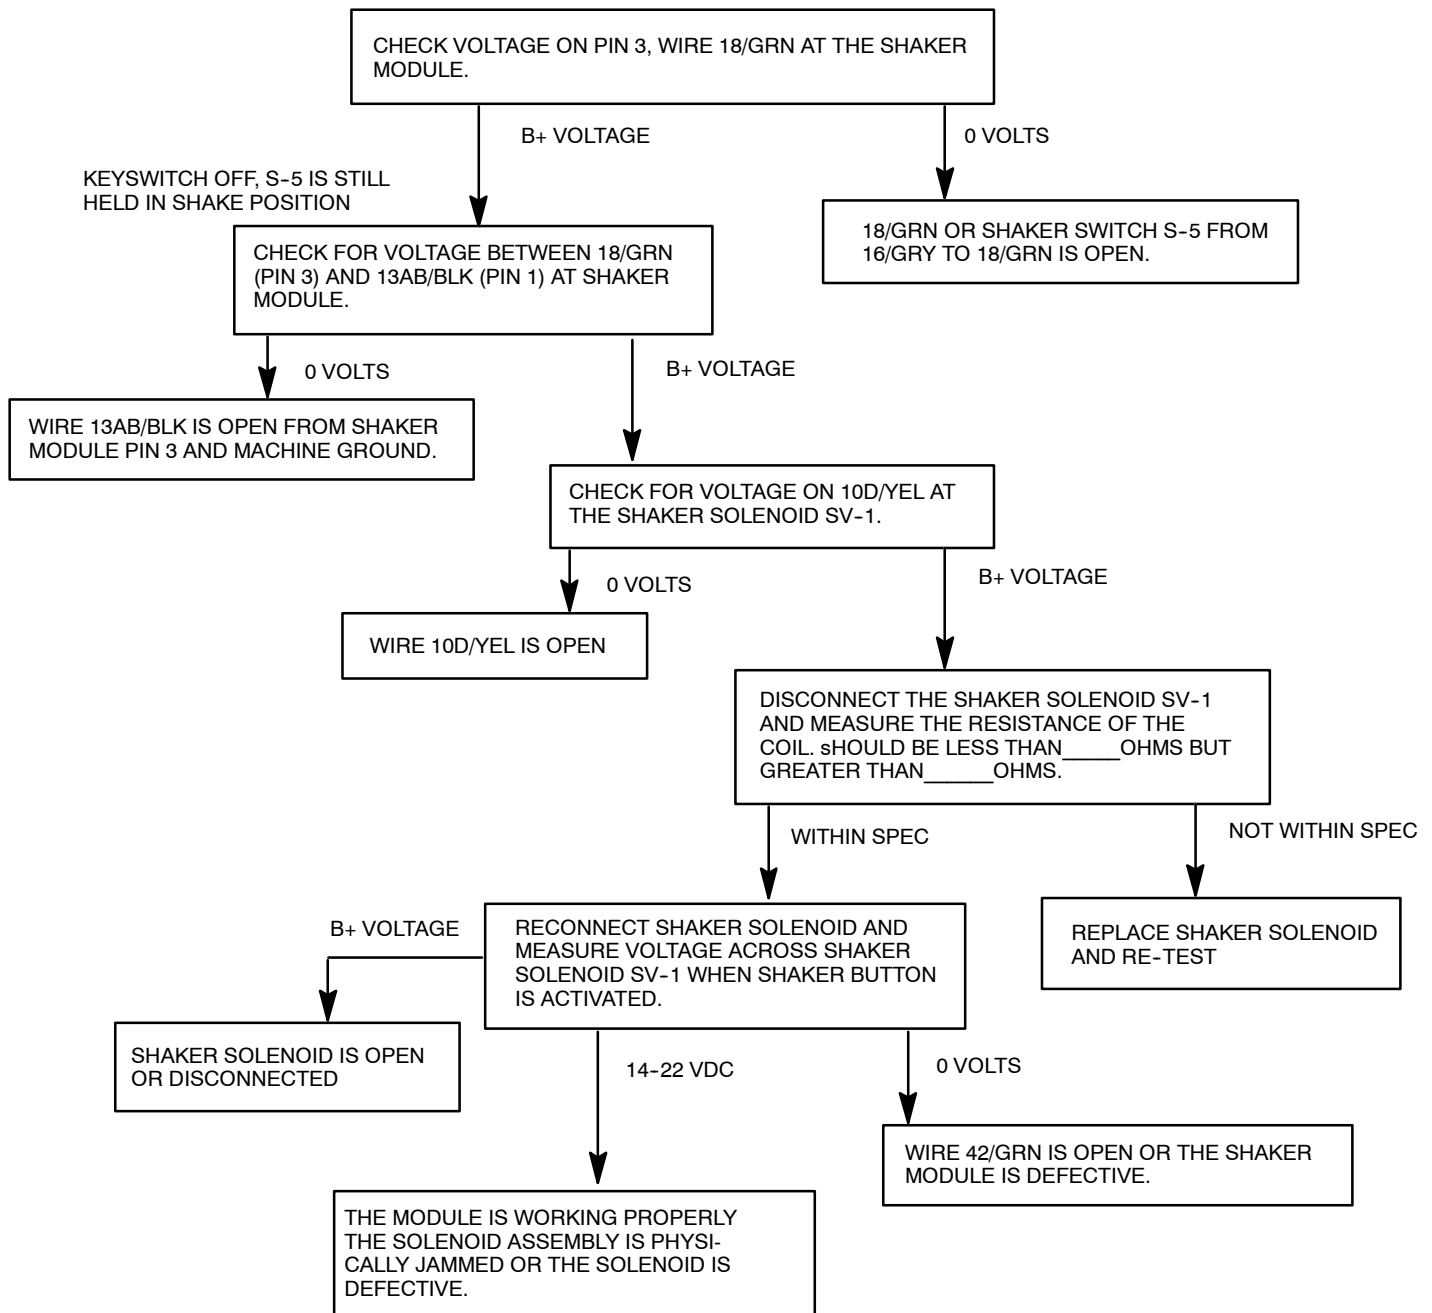 CHECK VOLTAGE ON PIN 3, WIRE 18/GRN AT THE SHAKER
MODULE.
B+ VOLTAGE
0 VOLTS
KEYSWITCH OFF, S-5 IS STILL
HELD IN SHAKE POSITION
18/GRN OR SHAKER SWITCH S-5 FROM
16/GRY TO 18/GRN IS OPEN.
CHECK FOR VOLTAGE BETWEEN 18/GRN
(PIN 3) AND 13AB/BLK (PIN 1) AT SHAKER
MODULE.
0 VOLTS
B+ VOLTAGE
WIRE 13AB/BLK IS OPEN FROM SHAKER
MODULE PIN 3 AND MACHINE GROUND.
CHECK FOR VOLTAGE ON 10D/YEL AT
THE SHAKER SOLENOID SV-1.
0 VOLTS
B+ VOLTAGE
WIRE 10D/YEL IS OPEN
DISCONNECT THE SHAKER SOLENOID SV-1
AND MEASURE THE RESISTANCE OF THE
COIL. sHOULD BE LESS THAN_____OHMS BUT
GREATER THAN______OHMS.
WITHIN SPEC
NOT WITHIN SPEC
B+ VOLTAGE
RECONNECT SHAKER SOLENOID AND
MEASURE VOLTAGE ACROSS SHAKER
SOLENOID SV-1 WHEN SHAKER BUTTON
IS ACTIVATED.
REPLACE SHAKER SOLENOID
AND RE-TEST
SHAKER SOLENOID IS OPEN
OR DISCONNECTED
14-22 VDC
0 VOLTS
WIRE 42/GRN IS OPEN OR THE SHAKER
MODULE IS DEFECTIVE.
THE MODULE IS WORKING PROPERLY
THE SOLENOID ASSEMBLY IS PHYSI-
CALLY JAMMED OR THE SOLENOID IS
DEFECTIVE.